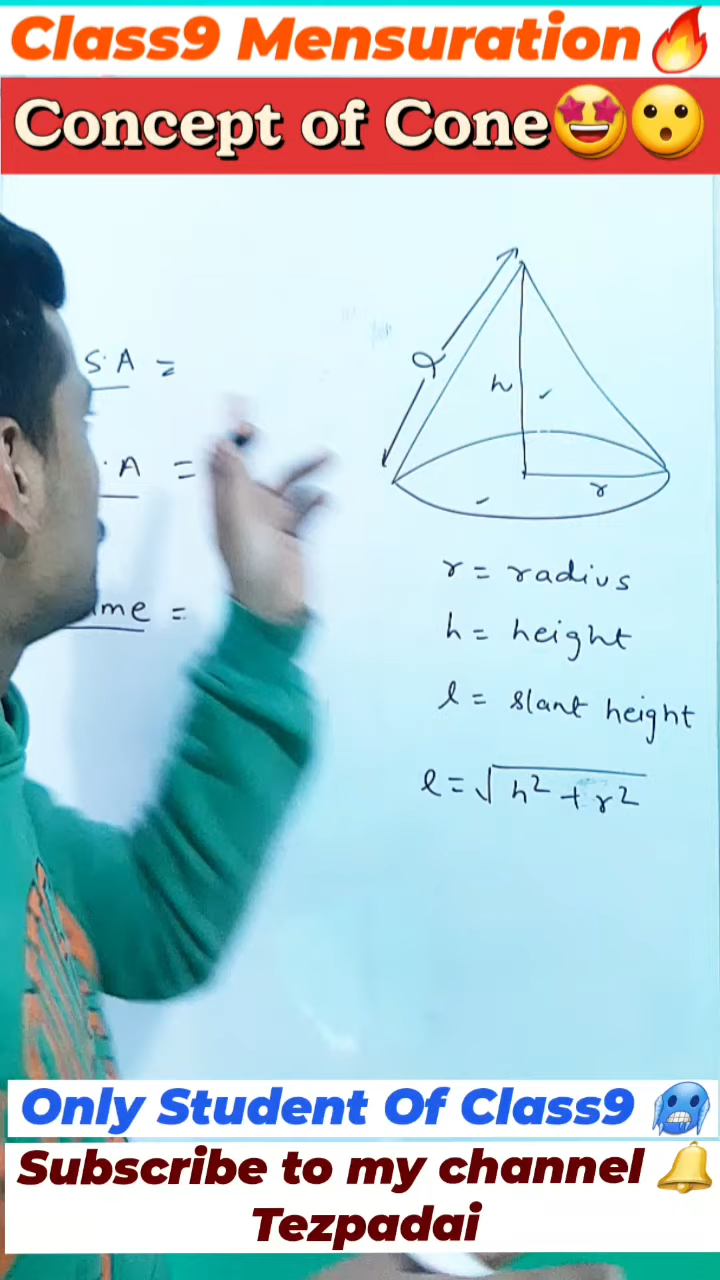 Class9 Mensuration🔥
Concept of Cone🤩😮
S.A =
.A =
ume =
l
h
r
r = radius
h = height
l = slant height
l = √h² + r²
Only Student Of Class9 🥶
Subscribe to my channel 🔔
Tezpadai